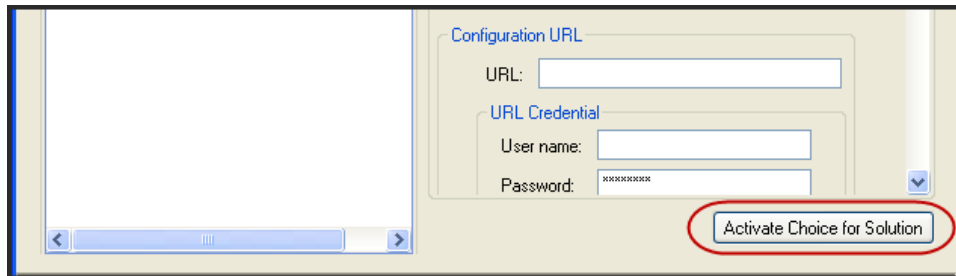 Configuration URL
URL:
URL Credential
User name:
Password: ********
Activate Choice for Solution